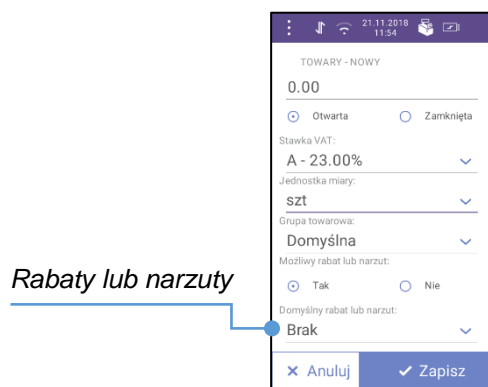 21.11.2018
11:54
TOWARY - NOWY
0.00
Otwarta Zamknięta
Stawka VAT:
A - 23.00%
Jednostka miary:
szt
Grupa towarowa:
Domyślna
Możliwy rabat lub narzut:
Tak Nie
Domyślny rabat lub narzut:
Rabaty lub narzuty
Brak
Anuluj Zapisz